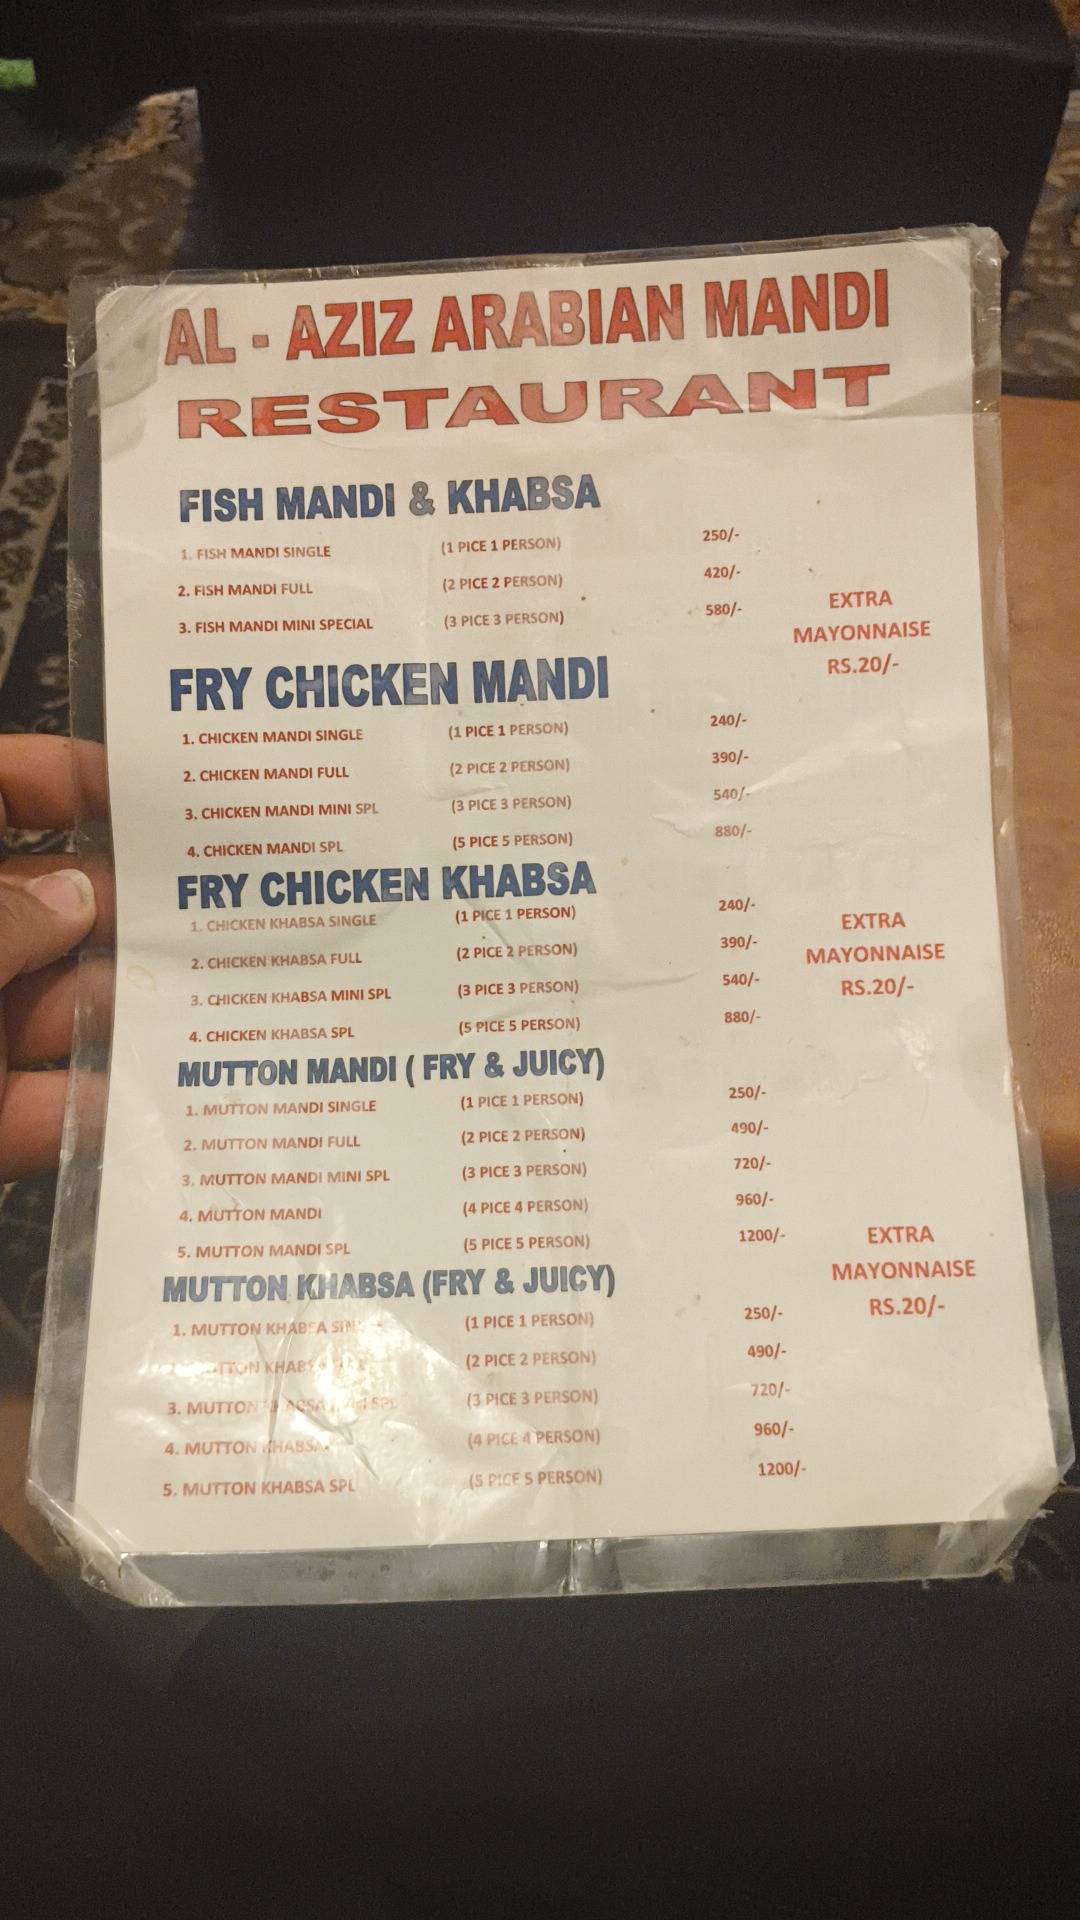 AL - AZIZ ARABIAN MANDI
RESTAURANT
FISH MANDI & KHABSA
1. FISH MANDI SINGLE (1 PICE 1 PERSON) 250/-
2. FISH MANDI FULL (2 PICE 2 PERSON) 420/-
3. FISH MANDI MINI SPECIAL (3 PICE 3 PERSON) 580/-
EXTRA
MAYONNAISE
RS.20/-
FRY CHICKEN MANDI
1. CHICKEN MANDI SINGLE (1 PICE 1 PERSON) 240/-
2. CHICKEN MANDI FULL (2 PICE 2 PERSON) 390/-
3. CHICKEN MANDI MINI SPL (3 PICE 3 PERSON) 540/-
4. CHICKEN MANDI SPL (5 PICE 5 PERSON) 880/-
FRY CHICKEN KHABSA
1. CHICKEN KHABSA SINGLE (1 PICE 1 PERSON) 240/-
2. CHICKEN KHABSA FULL (2 PICE 2 PERSON) 390/-
3. CHICKEN KHABSA MINI SPL (3 PICE 3 PERSON) 540/-
4. CHICKEN KHABSA SPL (5 PICE 5 PERSON) 880/-
EXTRA
MAYONNAISE
RS.20/-
MUTTON MANDI ( FRY & JUICY)
1. MUTTON MANDI SINGLE (1 PICE 1 PERSON) 250/-
2. MUTTON MANDI FULL (2 PICE 2 PERSON) 490/-
3. MUTTON MANDI MINI SPL (3 PICE 3 PERSON) 720/-
4. MUTTON MANDI (4 PICE 4 PERSON) 960/-
5. MUTTON MANDI SPL (5 PICE 5 PERSON) 1200/-
EXTRA
MAYONNAISE
RS.20/-
MUTTON KHABSA (FRY & JUICY)
1. MUTTON KHABSA (1 PICE 1 PERSON) 250/-
MUTTON KHABSA (2 PICE 2 PERSON) 490/-
3. MUTTON KHABSA SPL (3 PICE 3 PERSON) 720/-
4. MUTTON KHABSA (4 PICE 4 PERSON) 960/-
5. MUTTON KHABSA SPL (5 PICE 5 PERSON) 1200/-